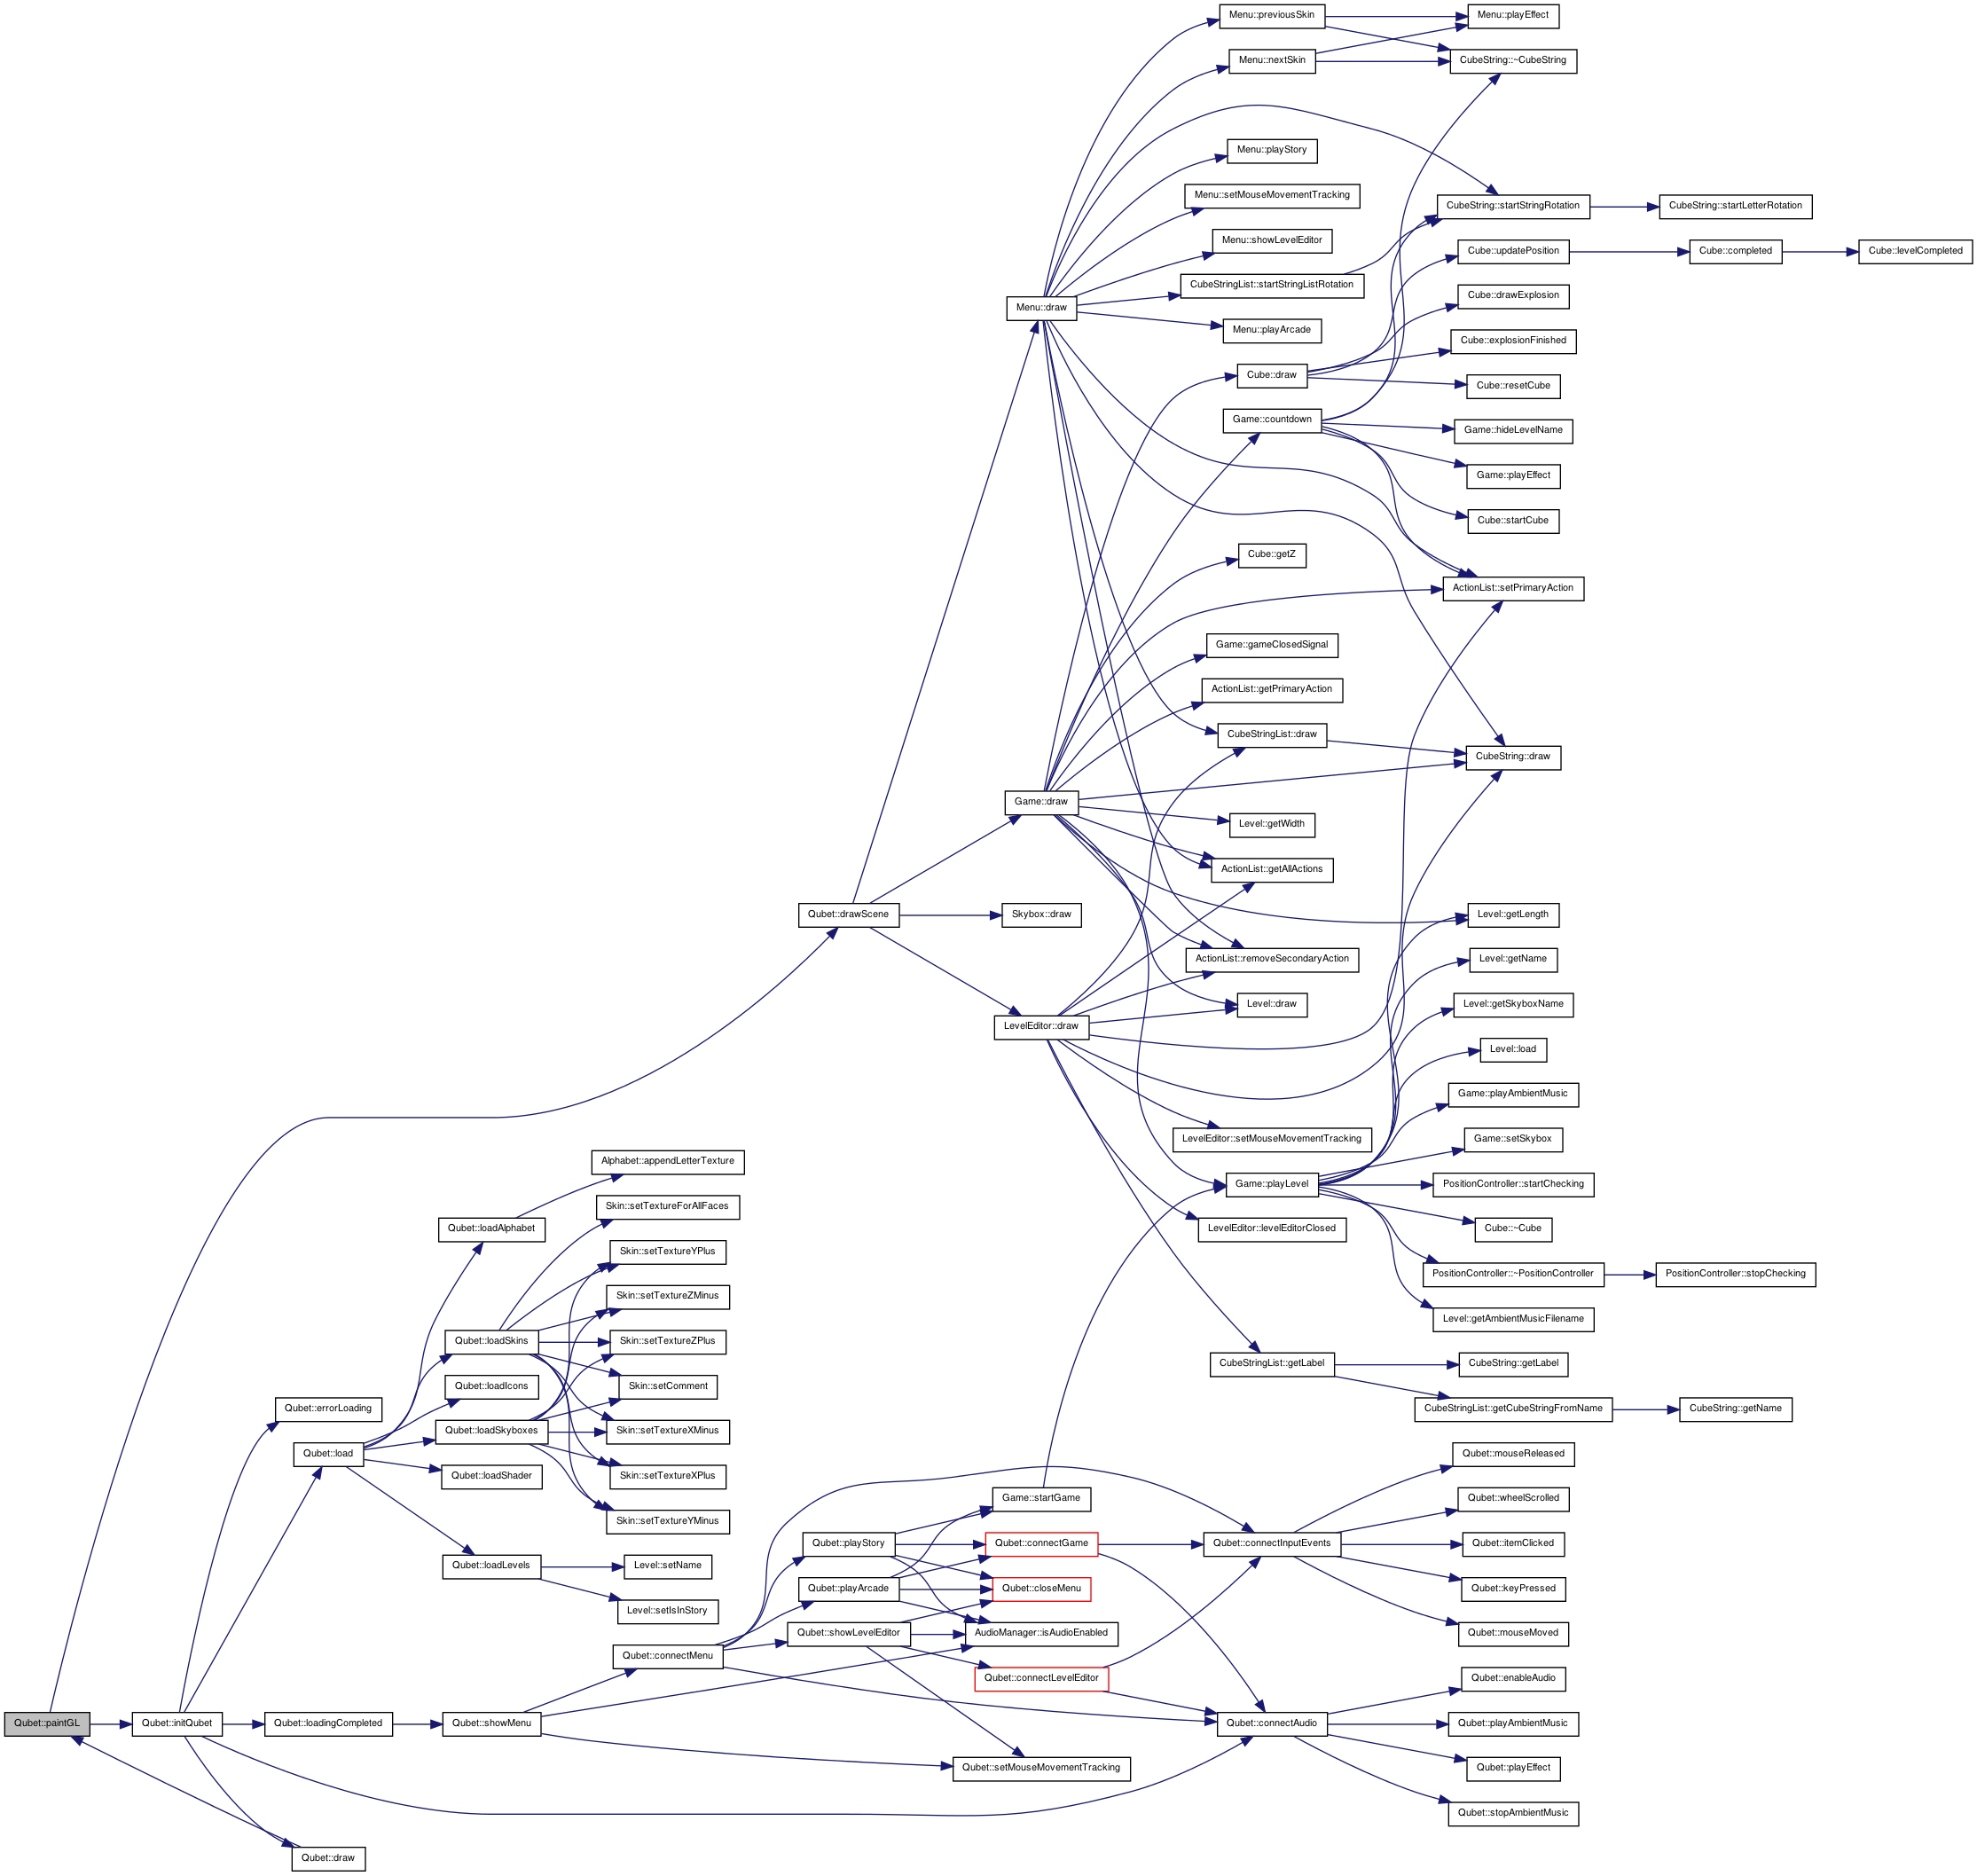 Menu::previousSkin
Menu::playEffect
Menu::nextSkin
CubeString::~CubeString
Menu::playStory
Menu::setMouseMovementTracking
CubeString::startStringRotation
CubeString::startLetterRotation
Menu::showLevelEditor
Cube::updatePosition
Cube::completed
Cube::levelCompleted
CubeStringList::startStringListRotation
Cube::drawExplosion
Menu::draw
Menu::playArcade
Cube::explosionFinished
Cube::draw
Cube::resetCube
Game::countdown
Game::hideLevelName
Game::playEffect
Cube::startCube
Cube::getZ
ActionList::setPrimaryAction
Game::gameClosedSignal
ActionList::getPrimaryAction
CubeStringList::draw
CubeString::draw
Game::draw
Level::getWidth
ActionList::getAllActions
Qubet::drawScene
Skybox::draw
Level::getLength
ActionList::removeSecondaryAction
Level::getName
Level::draw
Level::getSkyboxName
LevelEditor::draw
Level::load
Game::playAmbientMusic
LevelEditor::setMouseMovementTracking
Game::setSkybox
Alphabet::appendLetterTexture
Game::playLevel
PositionController::startChecking
Skin::setTextureForAllFaces
Qubet::loadAlphabet
LevelEditor::levelEditorClosed
Cube::~Cube
Skin::setTextureYPlus
PositionController::~PositionController
PositionController::stopChecking
Skin::setTextureZMinus
Level::getAmbientMusicFilename
Qubet::loadSkins
Skin::setTextureZPlus
CubeStringList::getLabel
CubeString::getLabel
Qubet::loadIcons
Skin::setComment
Qubet::errorLoading
CubeStringList::getCubeStringFromName
CubeString::getName
Qubet::loadSkyboxes
Skin::setTextureXMinus
Qubet::load
Qubet::mouseReleased
Qubet::loadShader
Skin::setTextureXPlus
Game::startGame
Qubet::wheelScrolled
Skin::setTextureYMinus
Qubet::playStory
Qubet::connectGame
Qubet::connectInputEvents
Qubet::itemClicked
Qubet::loadLevels
Level::setName
Qubet::playArcade
Qubet::closeMenu
Qubet::keyPressed
Level::setIsInStory
Qubet::showLevelEditor
AudioManager::isAudioEnabled
Qubet::mouseMoved
Qubet::connectMenu
Qubet::connectLevelEditor
Qubet::enableAudio
Qubet::paintGL
Qubet::initQubet
Qubet::loadingCompleted
Qubet::showMenu
Qubet::connectAudio
Qubet::playAmbientMusic
Qubet::setMouseMovementTracking
Qubet::playEffect
Qubet::stopAmbientMusic
Qubet::draw